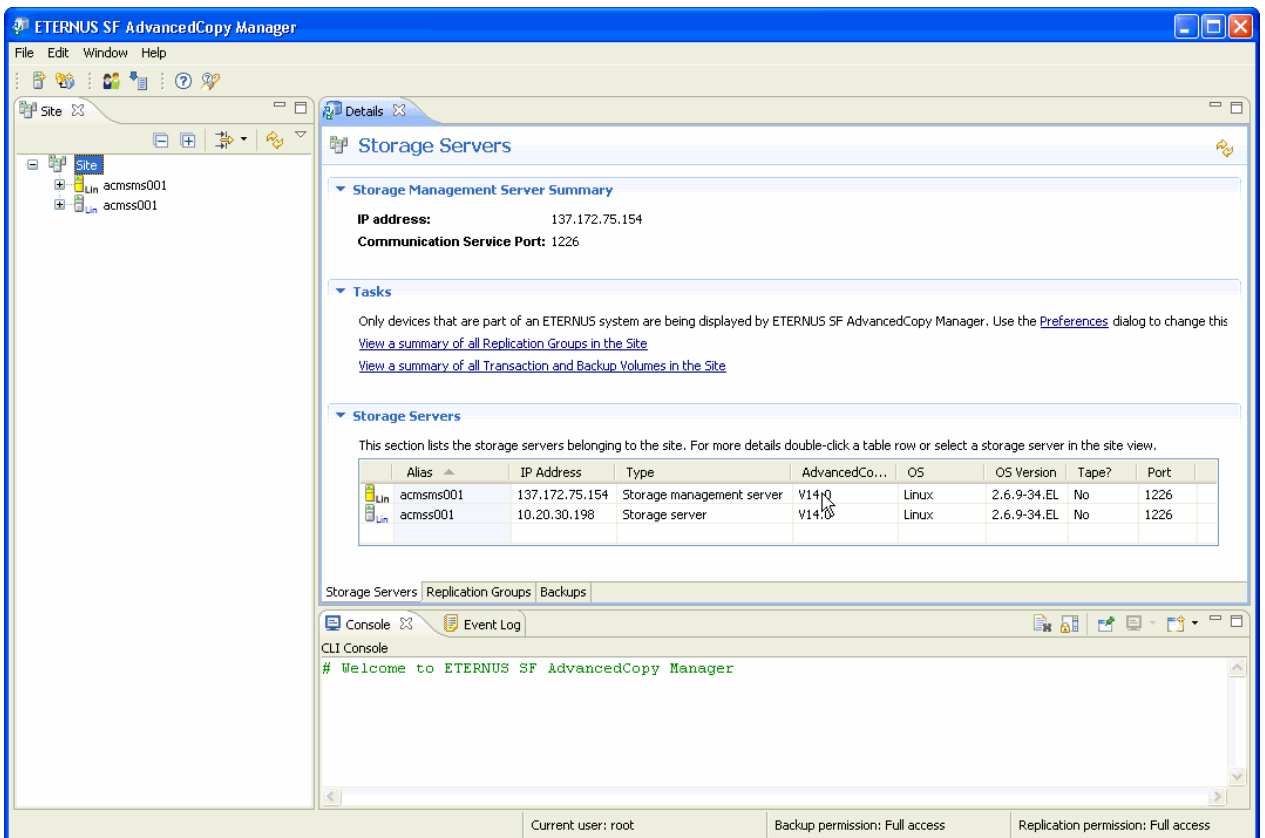 ETERNUS SF AdvancedCopy Manager
File Edit Window Help
Site
Details
Site
Lin acmsms001
Lin acmss001
Storage Servers
Storage Management Server Summary
IP address: 137.172.75.154
Communication Service Port: 1226
Tasks
Only devices that are part of an ETERNUS system are being displayed by ETERNUS SF AdvancedCopy Manager. Use the Preferences dialog to change this
View a summary of all Replication Groups in the Site
View a summary of all Transaction and Backup Volumes in the Site
Storage Servers
This section lists the storage servers belonging to the site. For more details double-click a table row or select a storage server in the site view.
Alias IP Address Type AdvancedCo... OS OS Version Tape? Port
Lin acmsms001 137.172.75.154 Storage management server V14.0 Linux 2.6.9-34.EL No 1226
Lin acmss001 10.20.30.198 Storage server V14.0 Linux 2.6.9-34.EL No 1226
Storage Servers Replication Groups Backups
Console Event Log
CLI Console
# Welcome to ETERNUS SF AdvancedCopy Manager
Current user: root Backup permission: Full access Replication permission: Full access